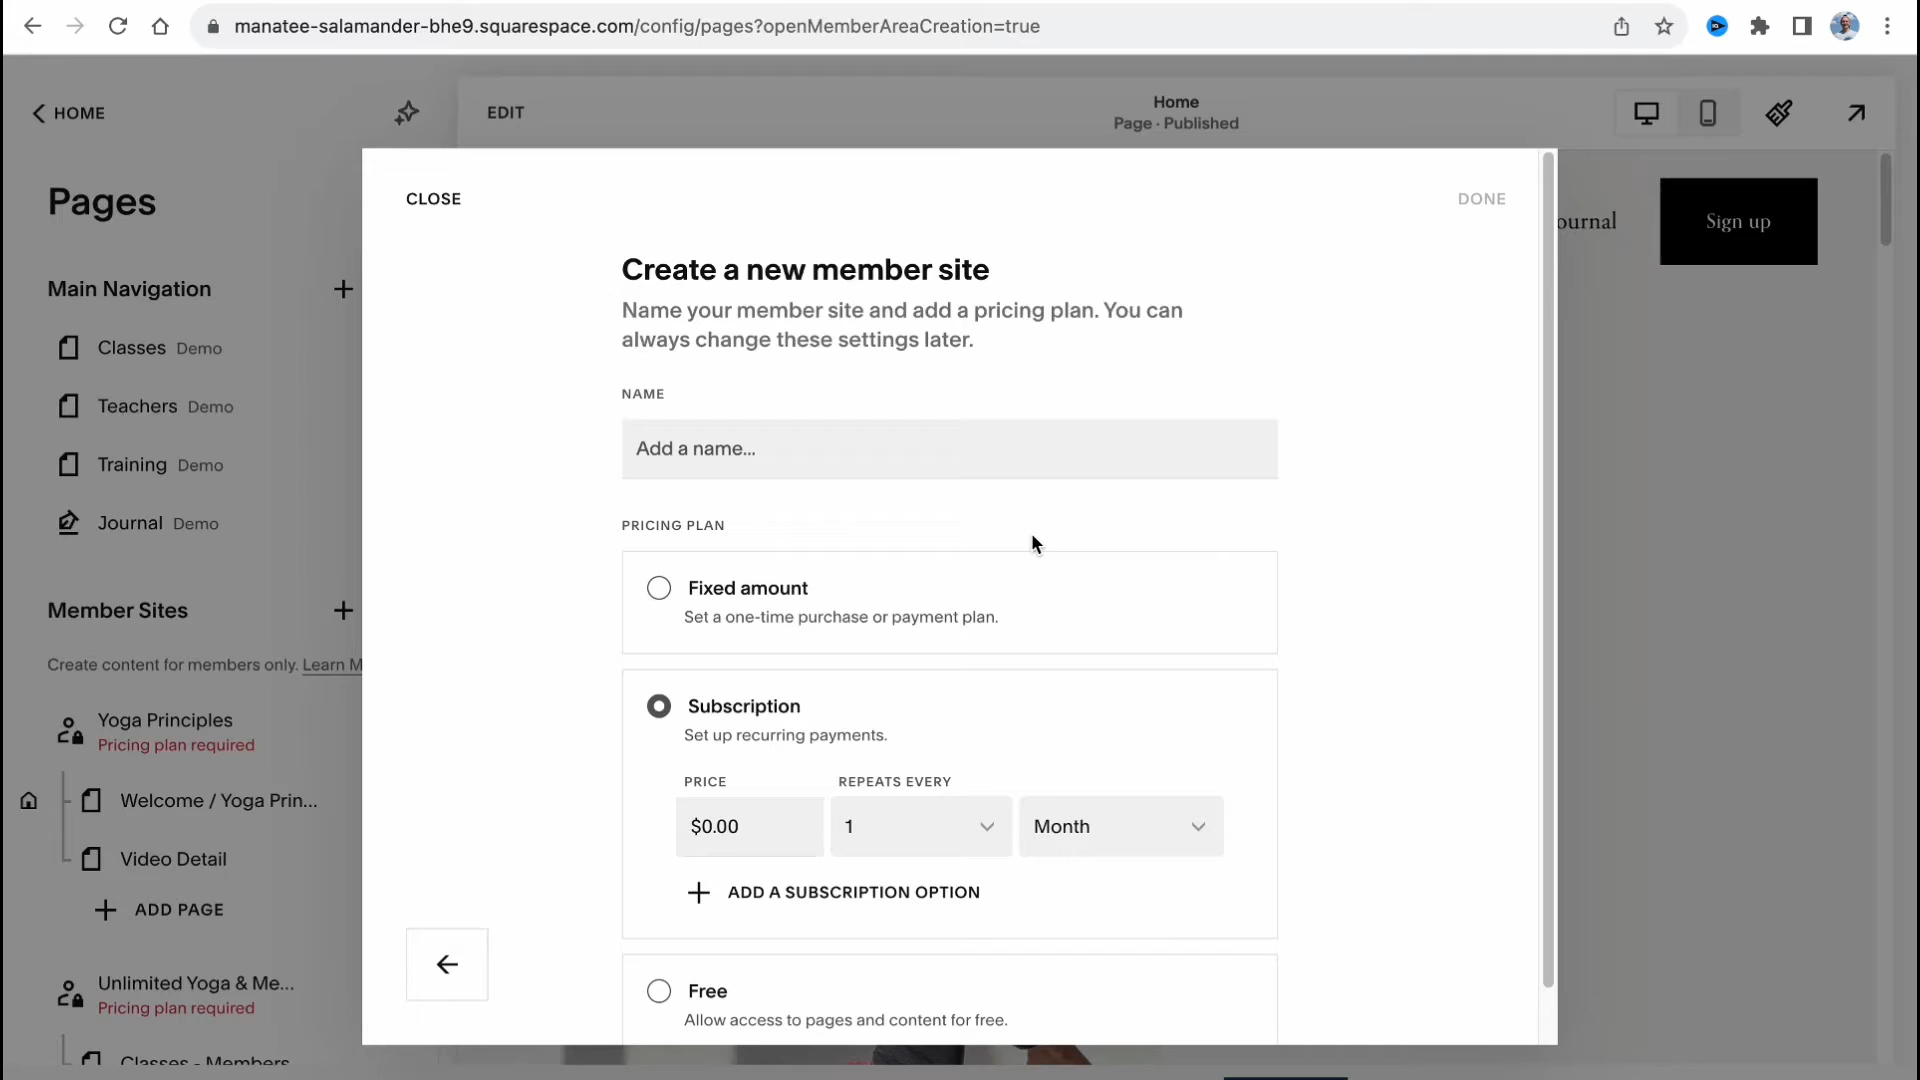 manatee-salamander-bhe9.squarespace.com/config/pages?openMemberAreaCreation=true
HOME
EDIT
Home
Page · Published
Pages
Main Navigation
Classes Demo
Teachers Demo
Training Demo
Journal Demo
Member Sites
Create content for members only. Learn M
Yoga Principles
Pricing plan required
Welcome / Yoga Prin...
Video Detail
ADD PAGE
Unlimited Yoga & Me...
Pricing plan required
Classes - Members
CLOSE
DONE
Create a new member site
Name your member site and add a pricing plan. You can
always change these settings later.
NAME
Add a name...
PRICING PLAN
Fixed amount
Set a one-time purchase or payment plan.
Subscription
Set up recurring payments.
PRICE REPEATS EVERY
$0.00 1 Month
ADD A SUBSCRIPTION OPTION
Free
Allow access to pages and content for free.
ournal
Sign up